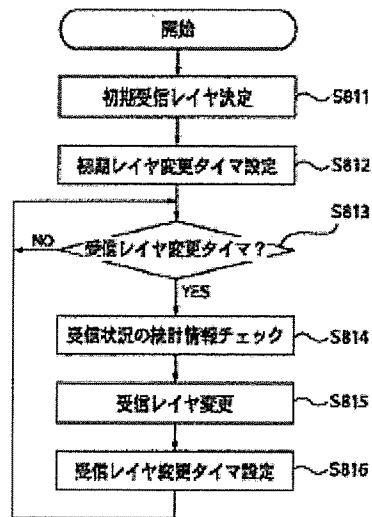 開始
初期受信レイヤ決定
S811
初期レイヤ変更タイマ設定
S812
S813
受信レイヤ変更タイマ?
NO
YES
受信状況の統計情報チェック
S814
受信レイヤ変更
S815
受信レイヤ変更タイマ設定
S816